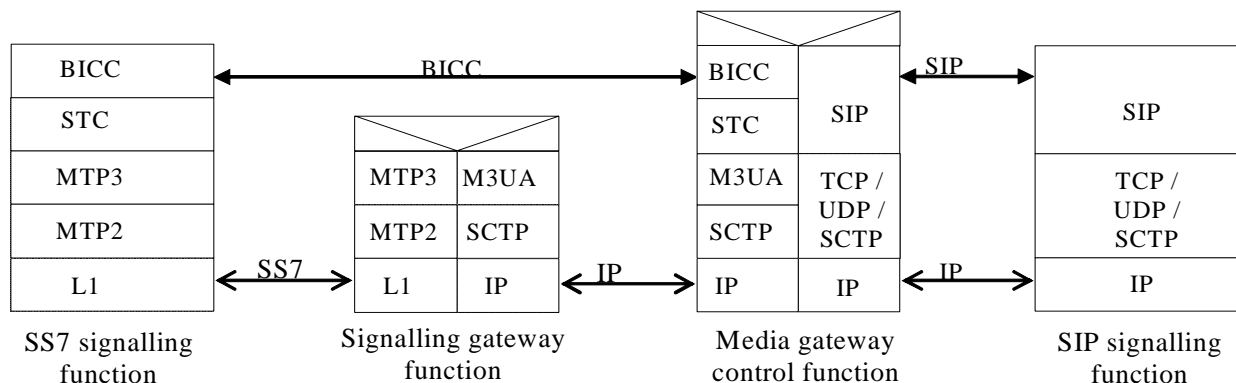 BICC
STC
MTP3
MTP2
L1
SS7 signalling
function
BICC
SS7
MTP3
M3UA
MTP2
SCTP
L1
IP
Signalling gateway
function
IP
BICC
STC
SIP
M3UA
TCP /
UDP /
SCTP
SCTP
IP
IP
Media gateway
control function
SIP
IP
SIP
TCP /
UDP /
SCTP
IP
SIP signalling
function